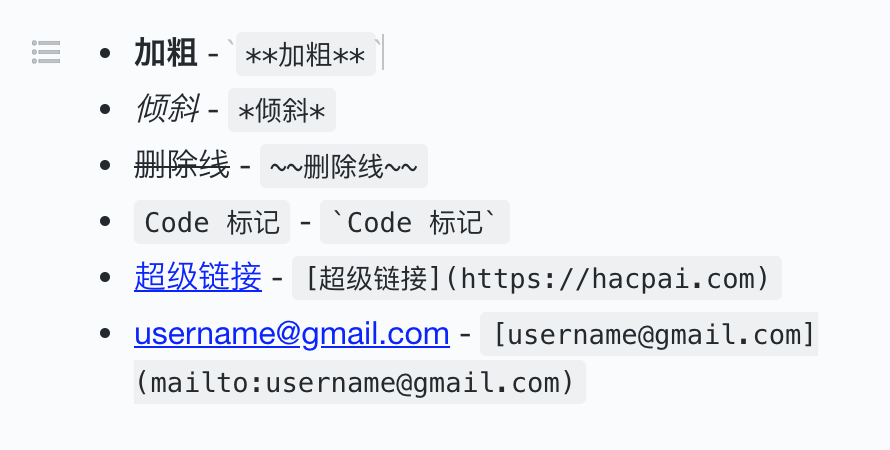 加粗 - `**加粗**`
倾斜 - *倾斜*
删除线 - ~~删除线~~
Code 标记 - `Code 标记`
超级链接 - [超级链接](https://hacpai.com)
username@gmail.com - [username@gmail.com]
(mailto:username@gmail.com)